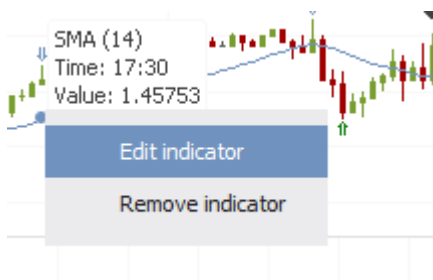 SMA (14)
Time: 17:30
Value: 1.45753
Edit indicator
Remove indicator